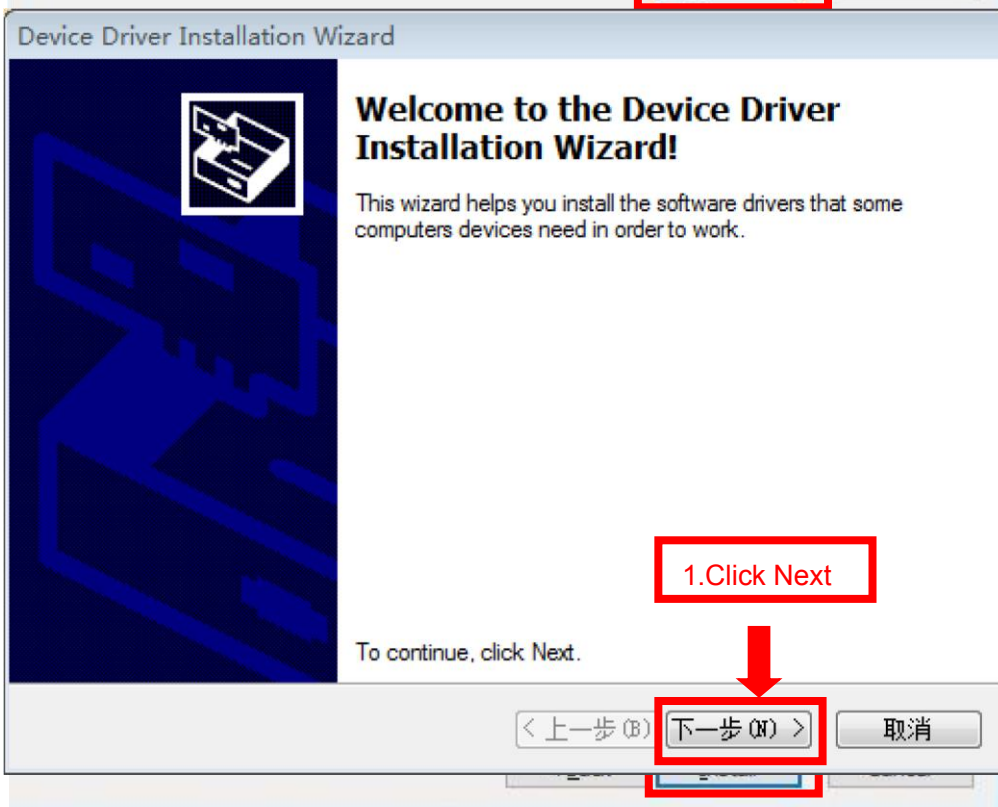 Device Driver Installation Wizard
Welcome to the Device Driver
Installation Wizard!
This wizard helps you install the software drivers that some
computers devices need in order to work.
1.Click Next
To continue, click Next.
< 上一步(B) 下一步(N) > 取消